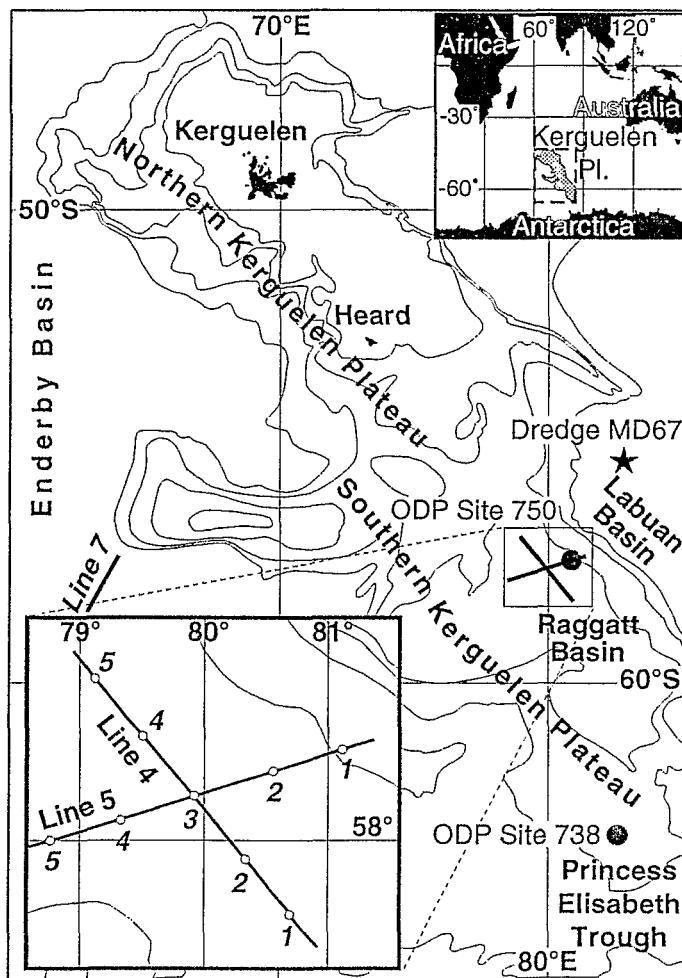 70°E
60°
120°
Africa
Australia
-30°
Kerguelen
Pl.
-60°
Antarctica
Kerguelen
50°S
Northern Kerguelen Plateau
Heard
Enderby Basin
Dredge MD67
Southern Kerguelen Plateau
ODP Site 750
Labuan
Basin
Line 7
Raggatt
Basin
60°S
79°
80°
81°
5
4
Line 4
1
2
Line 5
3
4
5
58°
2
1
ODP Site 738
Princess
Elisabeth
Trough
80°E